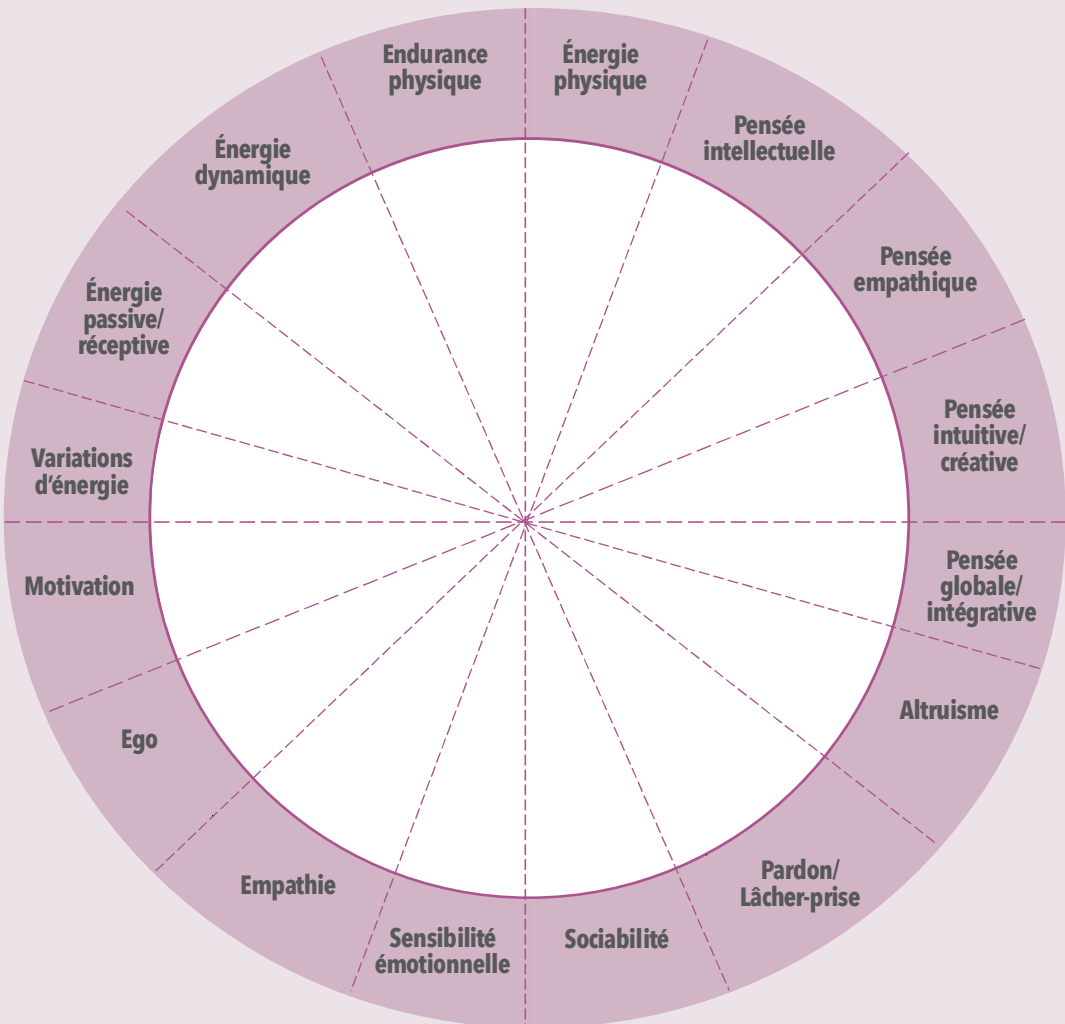 Endurance
physique
Énergie
physique
Pensée
intellectuelle
Pensée
empathique
Pensée
intuitive/
créative
Pensée
globale/
intégrative
Altruisme
Pardon/
Lâcher-prise
Sociabilité
Sensibilité
émotionnelle
Empathie
Ego
Motivation
Variations
d’énergie
Énergie
passive/
réceptive
Énergie
dynamique